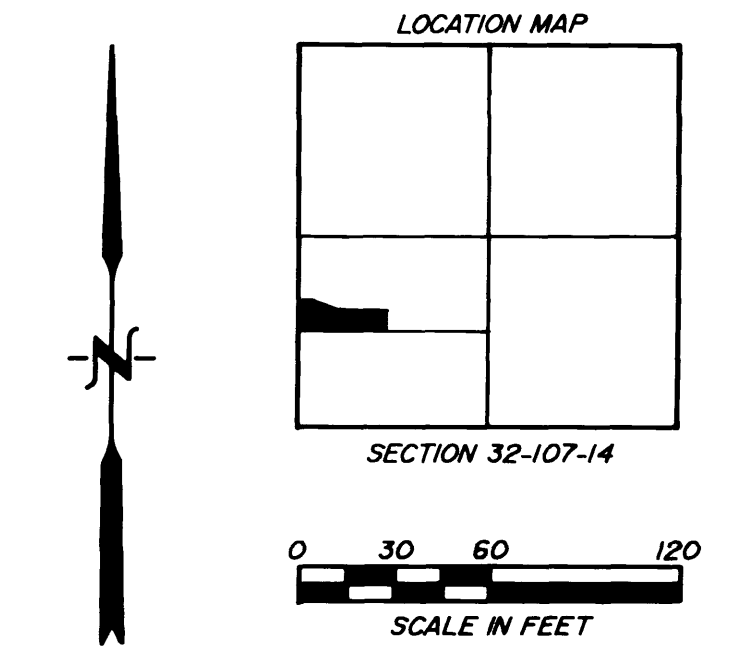 LOCATION MAP
N
SECTION 32-107-14
0 30 60 120
SCALE IN FEET